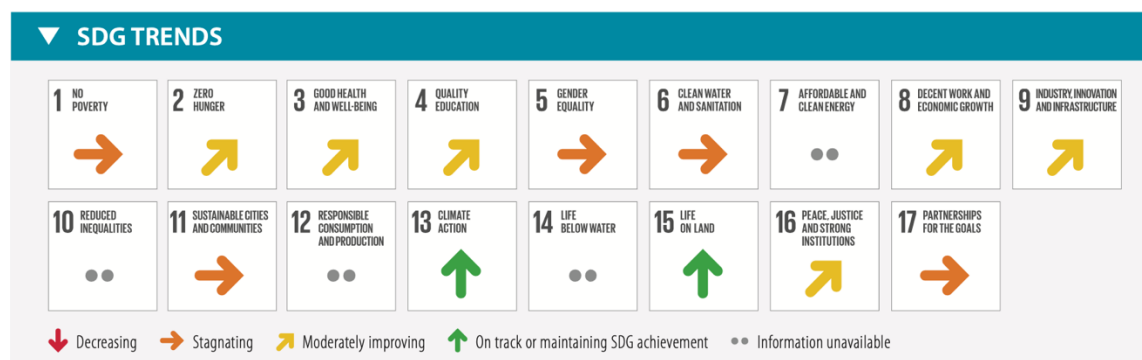 SDG TRENDS
1 NO
POVERTY
2 ZERO
HUNGER
3 GOOD HEALTH
AND WELL-BEING
4 QUALITY
EDUCATION
5 GENDER
EQUALITY
6 CLEAN WATER
AND SANITATION
7 AFFORDABLE AND
CLEAN ENERGY
8 DECENT WORK AND
ECONOMIC GROWTH
9 INDUSTRY, INNOVATION
AND INFRASTRUCTURE
10 REDUCED
INEQUALITIES
11 SUSTAINABLE CITIES
AND COMMUNITIES
12 RESPONSIBLE
CONSUMPTION
AND PRODUCTION
13 CLIMATE
ACTION
14 LIFE
BELOW WATER
15 LIFE
ON LAND
16 PEACE, JUSTICE
AND STRONG
INSTITUTIONS
17 PARTNERSHIPS
FOR THE GOALS
Decreasing
Stagnating
Moderately improving
On track or maintaining SDG achievement
Information unavailable